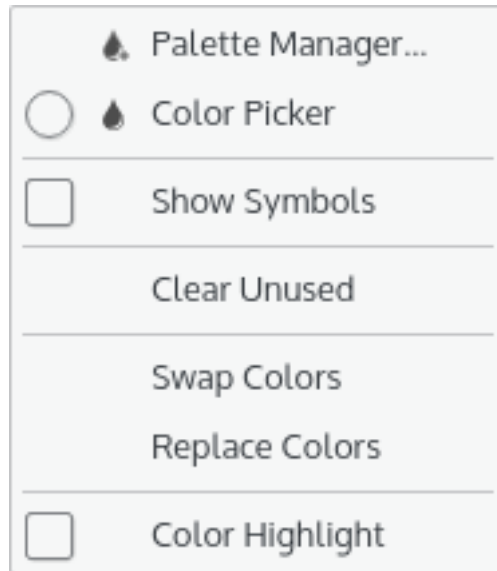 Palette Manager...
Color Picker
Show Symbols
Clear Unused
Swap Colors
Replace Colors
Color Highlight